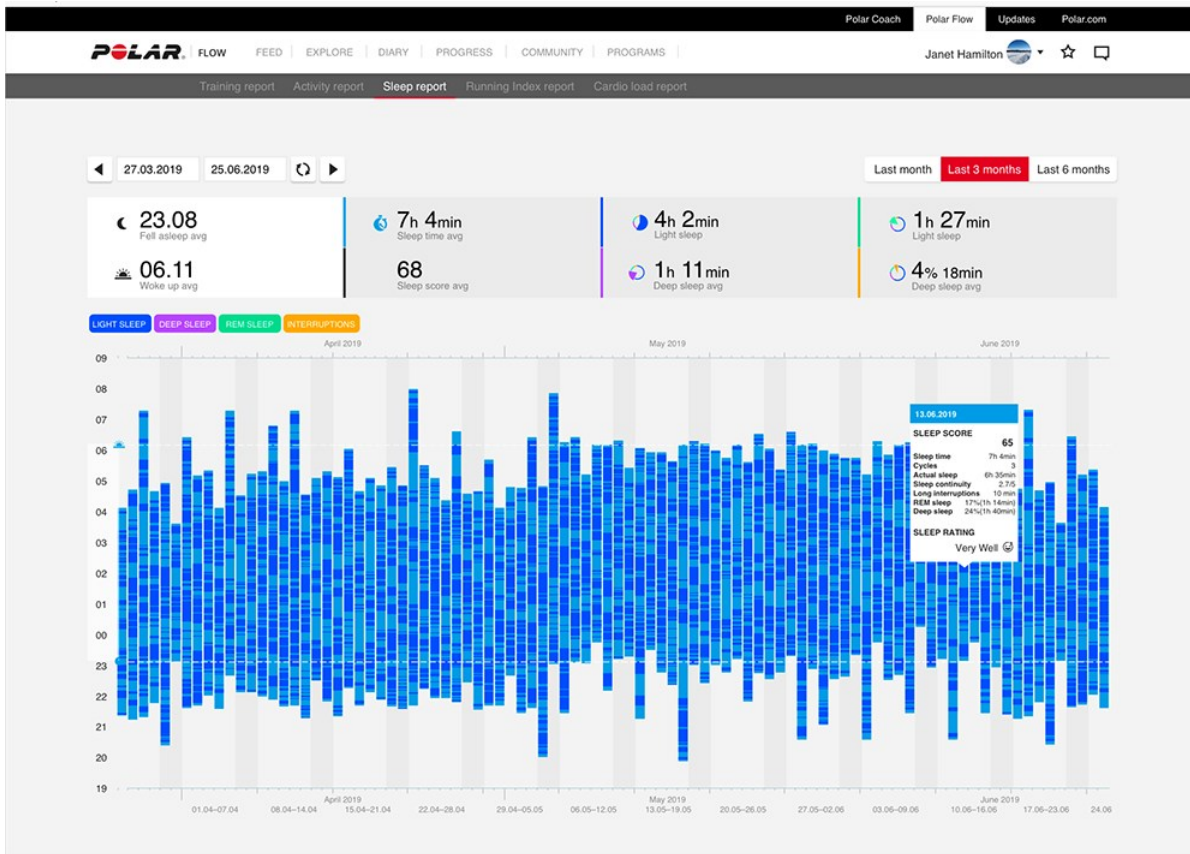 Polar Coach Polar Flow Updates Polar.com
POLAR. FLOW FEED EXPLORE DIARY PROGRESS COMMUNITY PROGRAMS Janet Hamilton
Training report Activity report Sleep report Running Index report Cardio load report
27.03.2019 25.06.2019 Last month Last 3 months Last 6 months
23.08 7h 4min 4h 2min 1h 27min
Fell asleep avg Sleep time avg Light sleep Light sleep
06.11 68 1h 11min 4% 18min
Woke up avg Sleep score avg Deep sleep avg Deep sleep avg
LIGHT SLEEP DEEP SLEEP REM SLEEP INTERRUPTIONS
April 2019 May 2019 June 2019
09
08
07
06
05
04
03
02
01
00
23
22
21
20
19
13.06.2019
SLEEP SCORE
65
Sleep time 7h 4min
Cycles 3
Actual sleep 6h 35min
Sleep continuity 2.7/5
Long interruptions 10 min
REM sleep 17%(1h 14min)
Deep sleep 24%(1h 40min)
SLEEP RATING
Very Well
April 2019 May 2019 June 2019
01.04–07.04 08.04–14.04 15.04–21.04 22.04–28.04 29.04–05.05 06.05–12.05 13.05–19.05 20.05–26.05 27.05–02.06 03.06–09.06 10.06–16.06 17.06–23.06 24.06